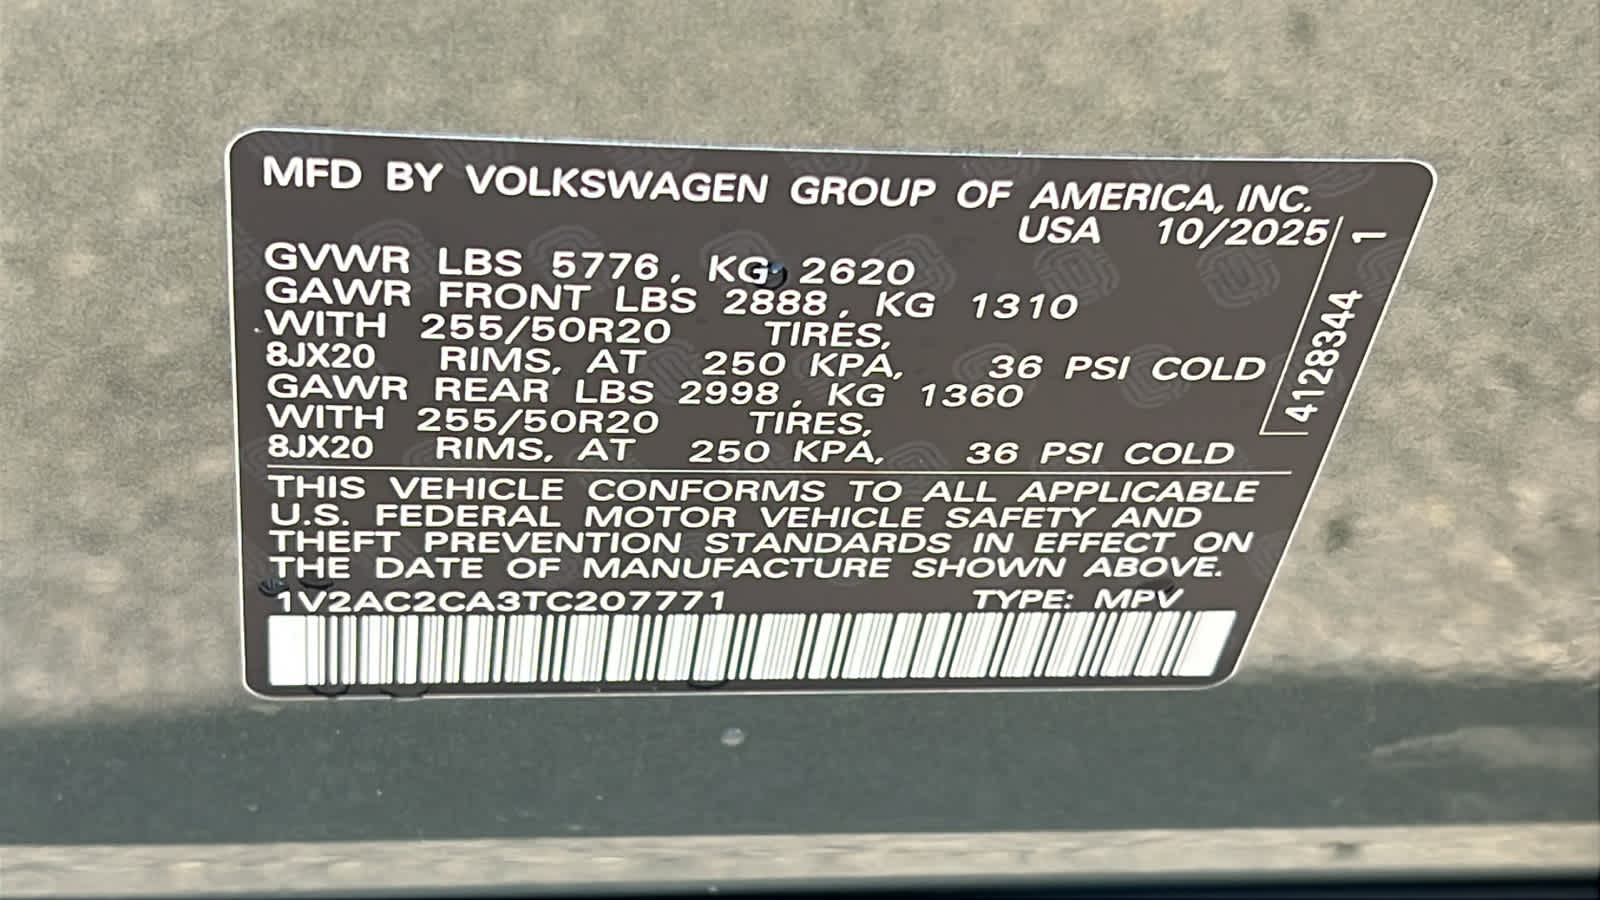 MFD BY VOLKSWAGEN GROUP OF AMERICA, INC.
USA 10/2025
GVWR LBS 5776, KG 2620
GAWR FRONT LBS 2888, KG 1310
WITH 255/50R20 TIRES,
8JX20 RIMS, AT 250 KPA, 36 PSI COLD
GAWR REAR LBS 2998, KG 1360
WITH 255/50R20 TIRES,
8JX20 RIMS, AT 250 KPA, 36 PSI COLD
THIS VEHICLE CONFORMS TO ALL APPLICABLE
U.S. FEDERAL MOTOR VEHICLE SAFETY AND
THEFT PREVENTION STANDARDS IN EFFECT ON
THE DATE OF MANUFACTURE SHOWN ABOVE.
1V2AC2CA3TC207771 TYPE: MPV
4128344 1